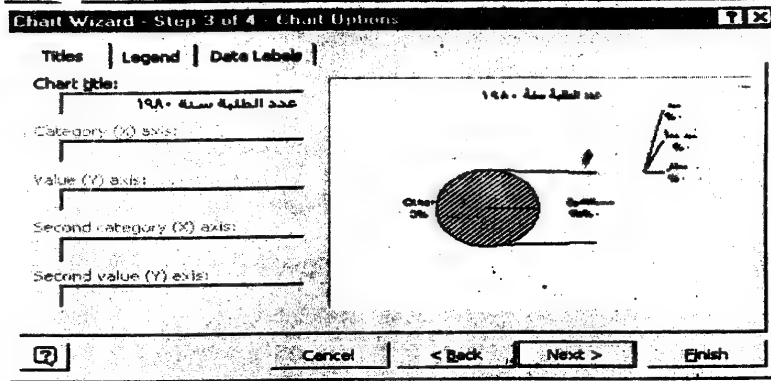 Chart Wizard - Step 3 of 4 - Chart Options
Titles Legend Data Labels
Chart title:
عدد الطلبة سنة ١٩٨٠
Category (X) axis:
Value (Y) axis:
Second category (X) axis:
Second value (Y) axis:
عدد الطلبة سنة ١٩٨٠
Other
Cancel < Back Next > Finish